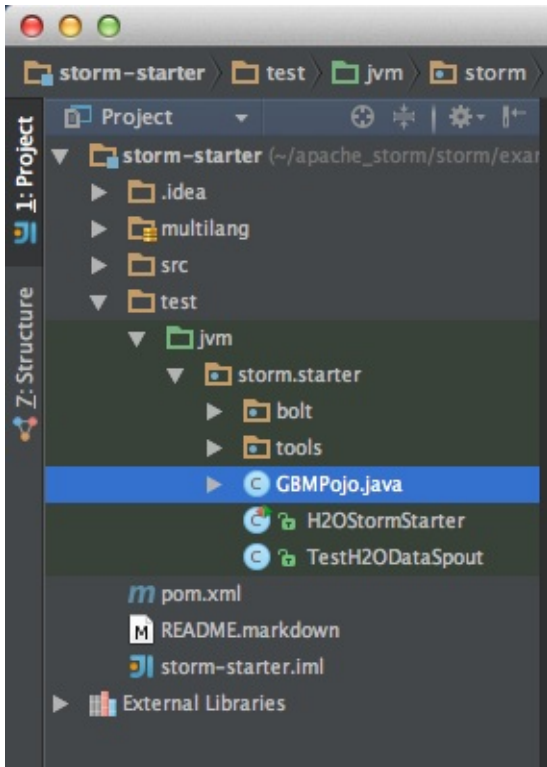 storm-starter test jvm storm
1: Project
Z: Structure
Project
storm-starter (~/apache_storm/storm/exar
.idea
multilang
src
test
jvm
storm.starter
bolt
tools
GBMPojo.java
H2OStormStarter
TestH2ODataSpout
pom.xml
README.markdown
storm-starter.iml
External Libraries